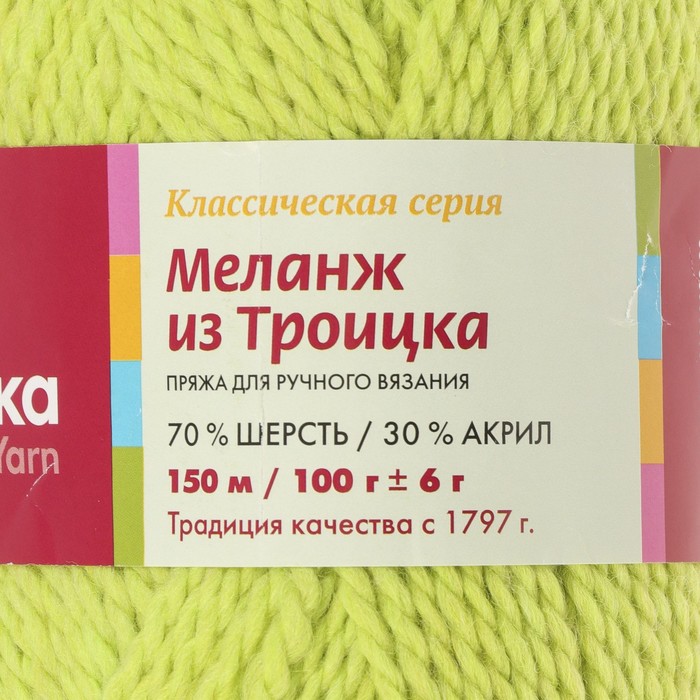 Классическая серия
Меланж
из Троицка
ПРЯЖА ДЛЯ РУЧНОГО ВЯЗАНИЯ
70 % ШЕРСТЬ / 30 % АКРИЛ
150 м / 100 г ± 6 г
Традиция качества с 1797 г.
ка
Yarn